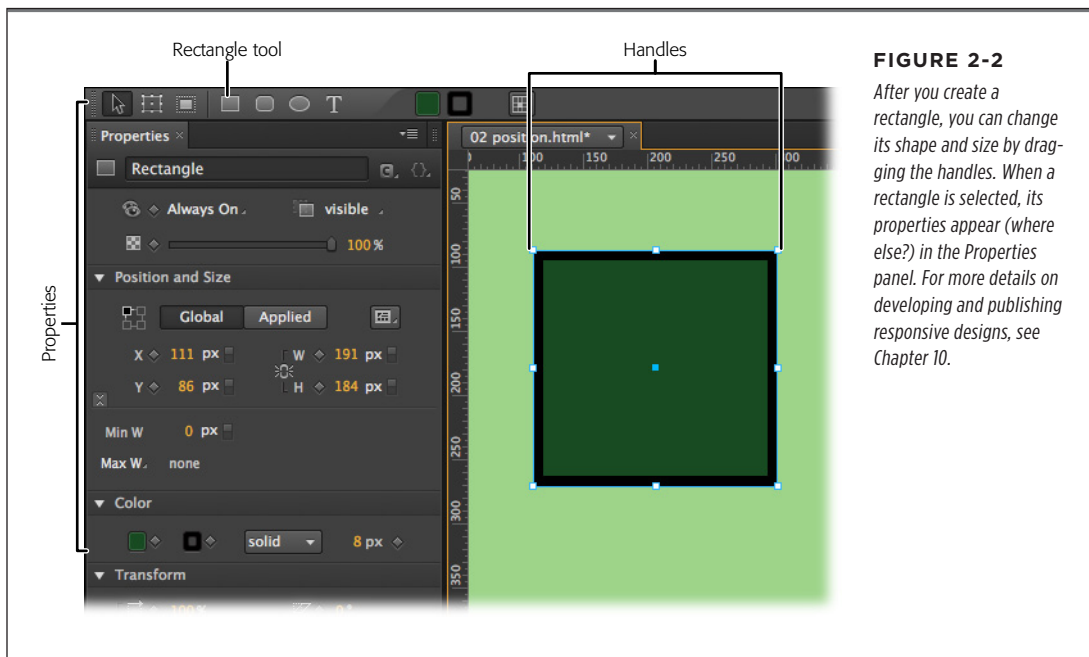 Rectangle tool
Handles
FIGURE 2-2
After you create a
rectangle, you can change
its shape and size by drag-
ging the handles. When a
rectangle is selected, its
properties appear (where
else?) in the Properties
panel. For more details on
developing and publishing
responsive designs, see
Chapter 10.
Properties
T
Properties ×
02 position.html* ×
Rectangle
C
{}
Always On
visible
100 %
Position and Size
Global Applied
X 111 px W 191 px
Y 86 px H 184 px
Min W 0 px
Max W. none
Color
solid 8 px
Transform
100 % 0°
0 100 150 200 250 300
50
100
150
200
250
300
350